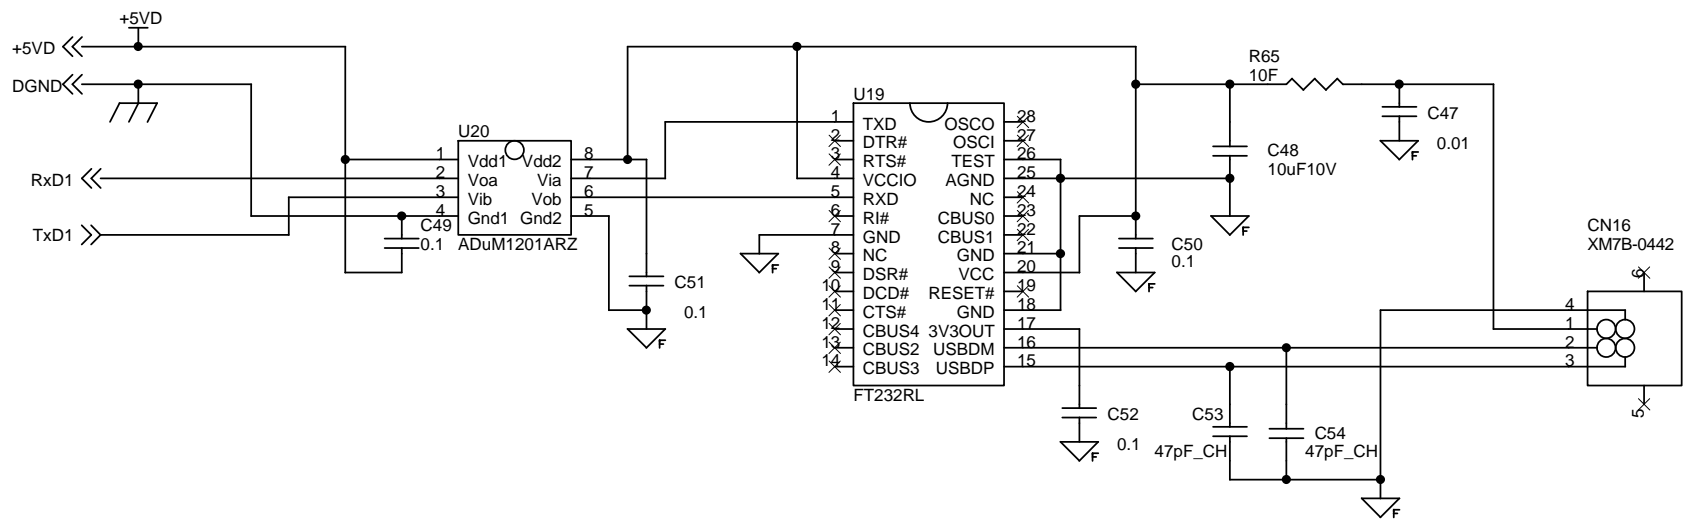 +5VD
+5VD
DGND
RxD1
TxD1
U20
1 Vdd1 Vdd2 8
2 Voa Via 7
3 Vib Vob 6
4 Gnd1 Gnd2 5
ADuM1201ARZ
C49
0.1
C51
0.1
F
F
U19
1 TXD OSCO 28
2 DTR# OSCI 27
3 RTS# TEST 26
4 VCCIO AGND 25
5 RXD NC 24
6 RI# CBUS0 23
7 GND CBUS1 22
8 NC GND 21
9 DSR# VCC 20
10 DCD# RESET# 19
11 CTS# GND 18
12 CBUS4 3V3OUT 17
13 CBUS2 USBDM 16
14 CBUS3 USBDP 15
FT232RL
R65
10F
C47
0.01
F
C48
10uF10V
F
C50
0.1
F
C52
0.1
F
C53
47pF_CH
C54
47pF_CH
F
CN16
XM7B-0442
6
4
1
2
3
5